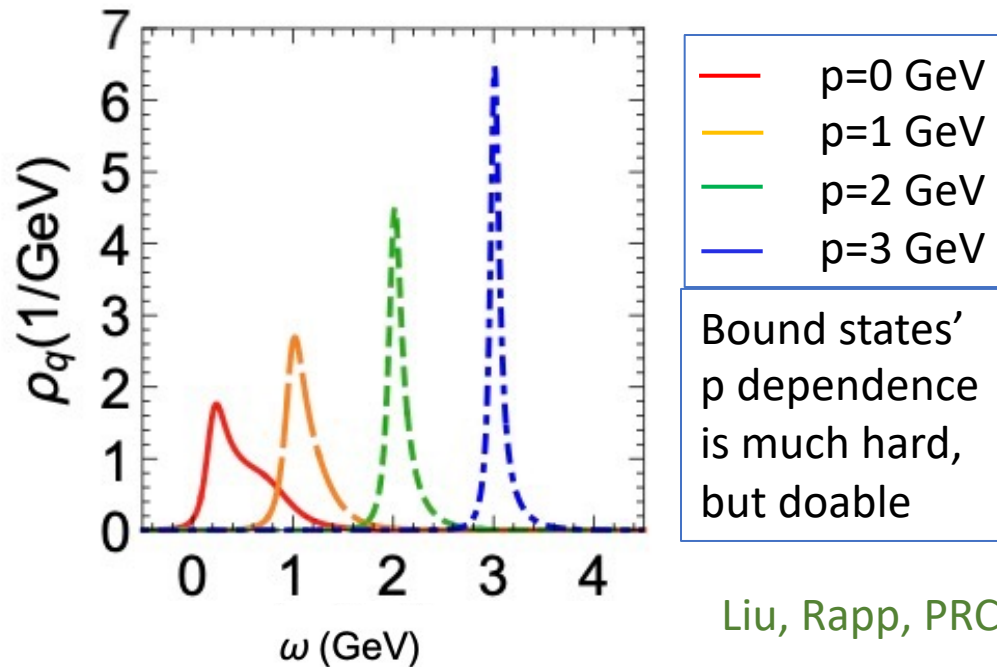 7
6
5
4
3
2
1
0
ρq(1/GeV)
0 1 2 3 4
ω (GeV)
p=0 GeV
p=1 GeV
p=2 GeV
p=3 GeV
Bound states’
p dependence
is much hard,
but doable
Liu, Rapp, PRC